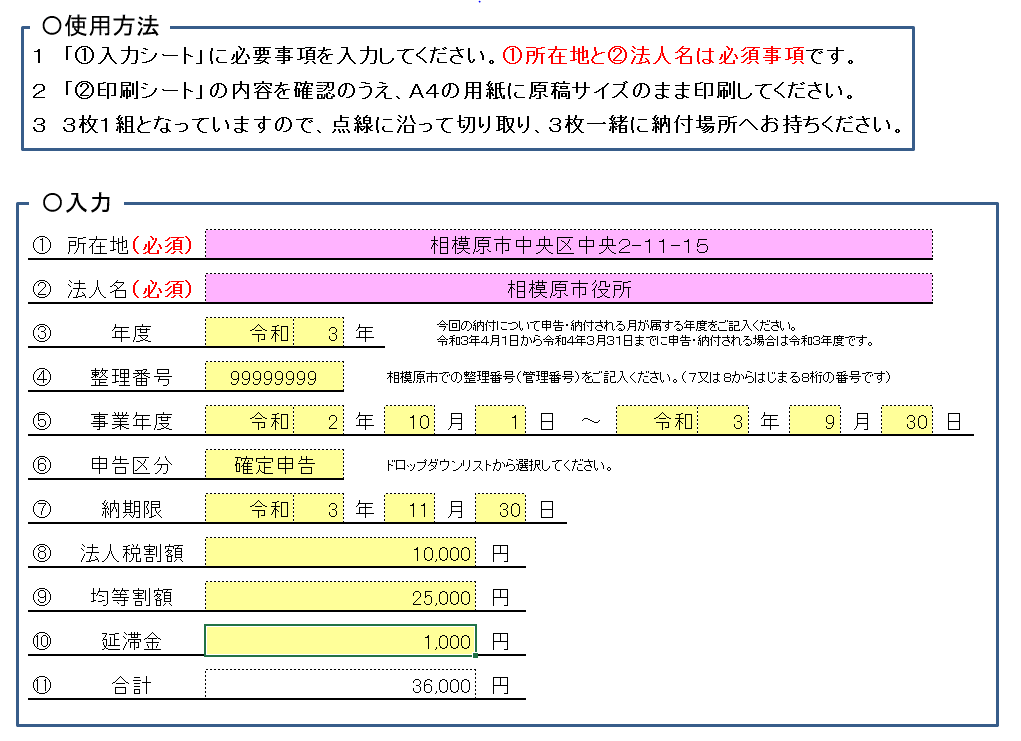 ○使用方法
1 「①入力シート」に必要事項を入力してください。①所在地と②法人名は必須事項です。
2 「②印刷シート」の内容を確認のうえ、A4の用紙に原稿サイズのまま印刷してください。
3 3枚1組となっていますので、点線に沿って切り取り、3枚一緒に納付場所へお持ちください。
○入力
① 所在地(必須) 相模原市中央区中央2-11-15
② 法人名(必須) 相模原市役所
③ 年度 令和 3 年 今回の納付について申告・納付される月が属する年度をご記入ください。
令和3年4月1日から令和4年3月31日までに申告・納付される場合は令和3年度です。
④ 整理番号 99999999 相模原市での整理番号(管理番号)をご記入ください。(7又は8からはじまる8桁の番号です)
⑤ 事業年度 令和 2 年 10 月 1 日 ～ 令和 3 年 9 月 30 日
⑥ 申告区分 確定申告 ドロップダウンリストから選択してください。
⑦ 納期限 令和 3 年 11 月 30 日
⑧ 法人税割額 10,000 円
⑨ 均等割額 25,000 円
⑩ 延滞金 1,000 円
⑪ 合計 36,000 円